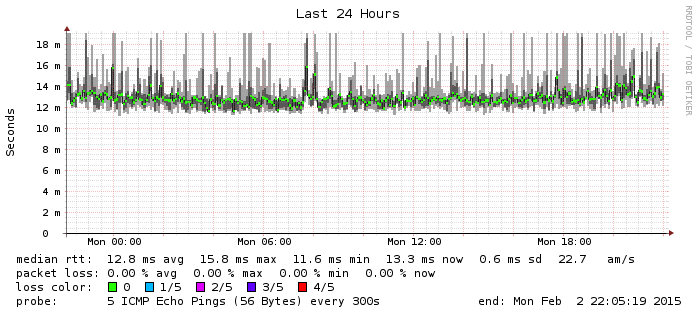 Last 24 Hours
RRDTOOL / TOBI OETIKER
Seconds
18 m
16 m
14 m
12 m
10 m
8 m
6 m
4 m
2 m
0
Mon 00:00 Mon 06:00 Mon 12:00 Mon 18:00
median rtt: 12.8 ms avg 15.8 ms max 11.6 ms min 13.3 ms now 0.6 ms sd 22.7 am/s
packet loss: 0.00 % avg 0.00 % max 0.00 % min 0.00 % now
loss color: 0 1/5 2/5 3/5 4/5
probe: 5 ICMP Echo Pings (56 Bytes) every 300s end: Mon Feb 2 22:05:19 2015